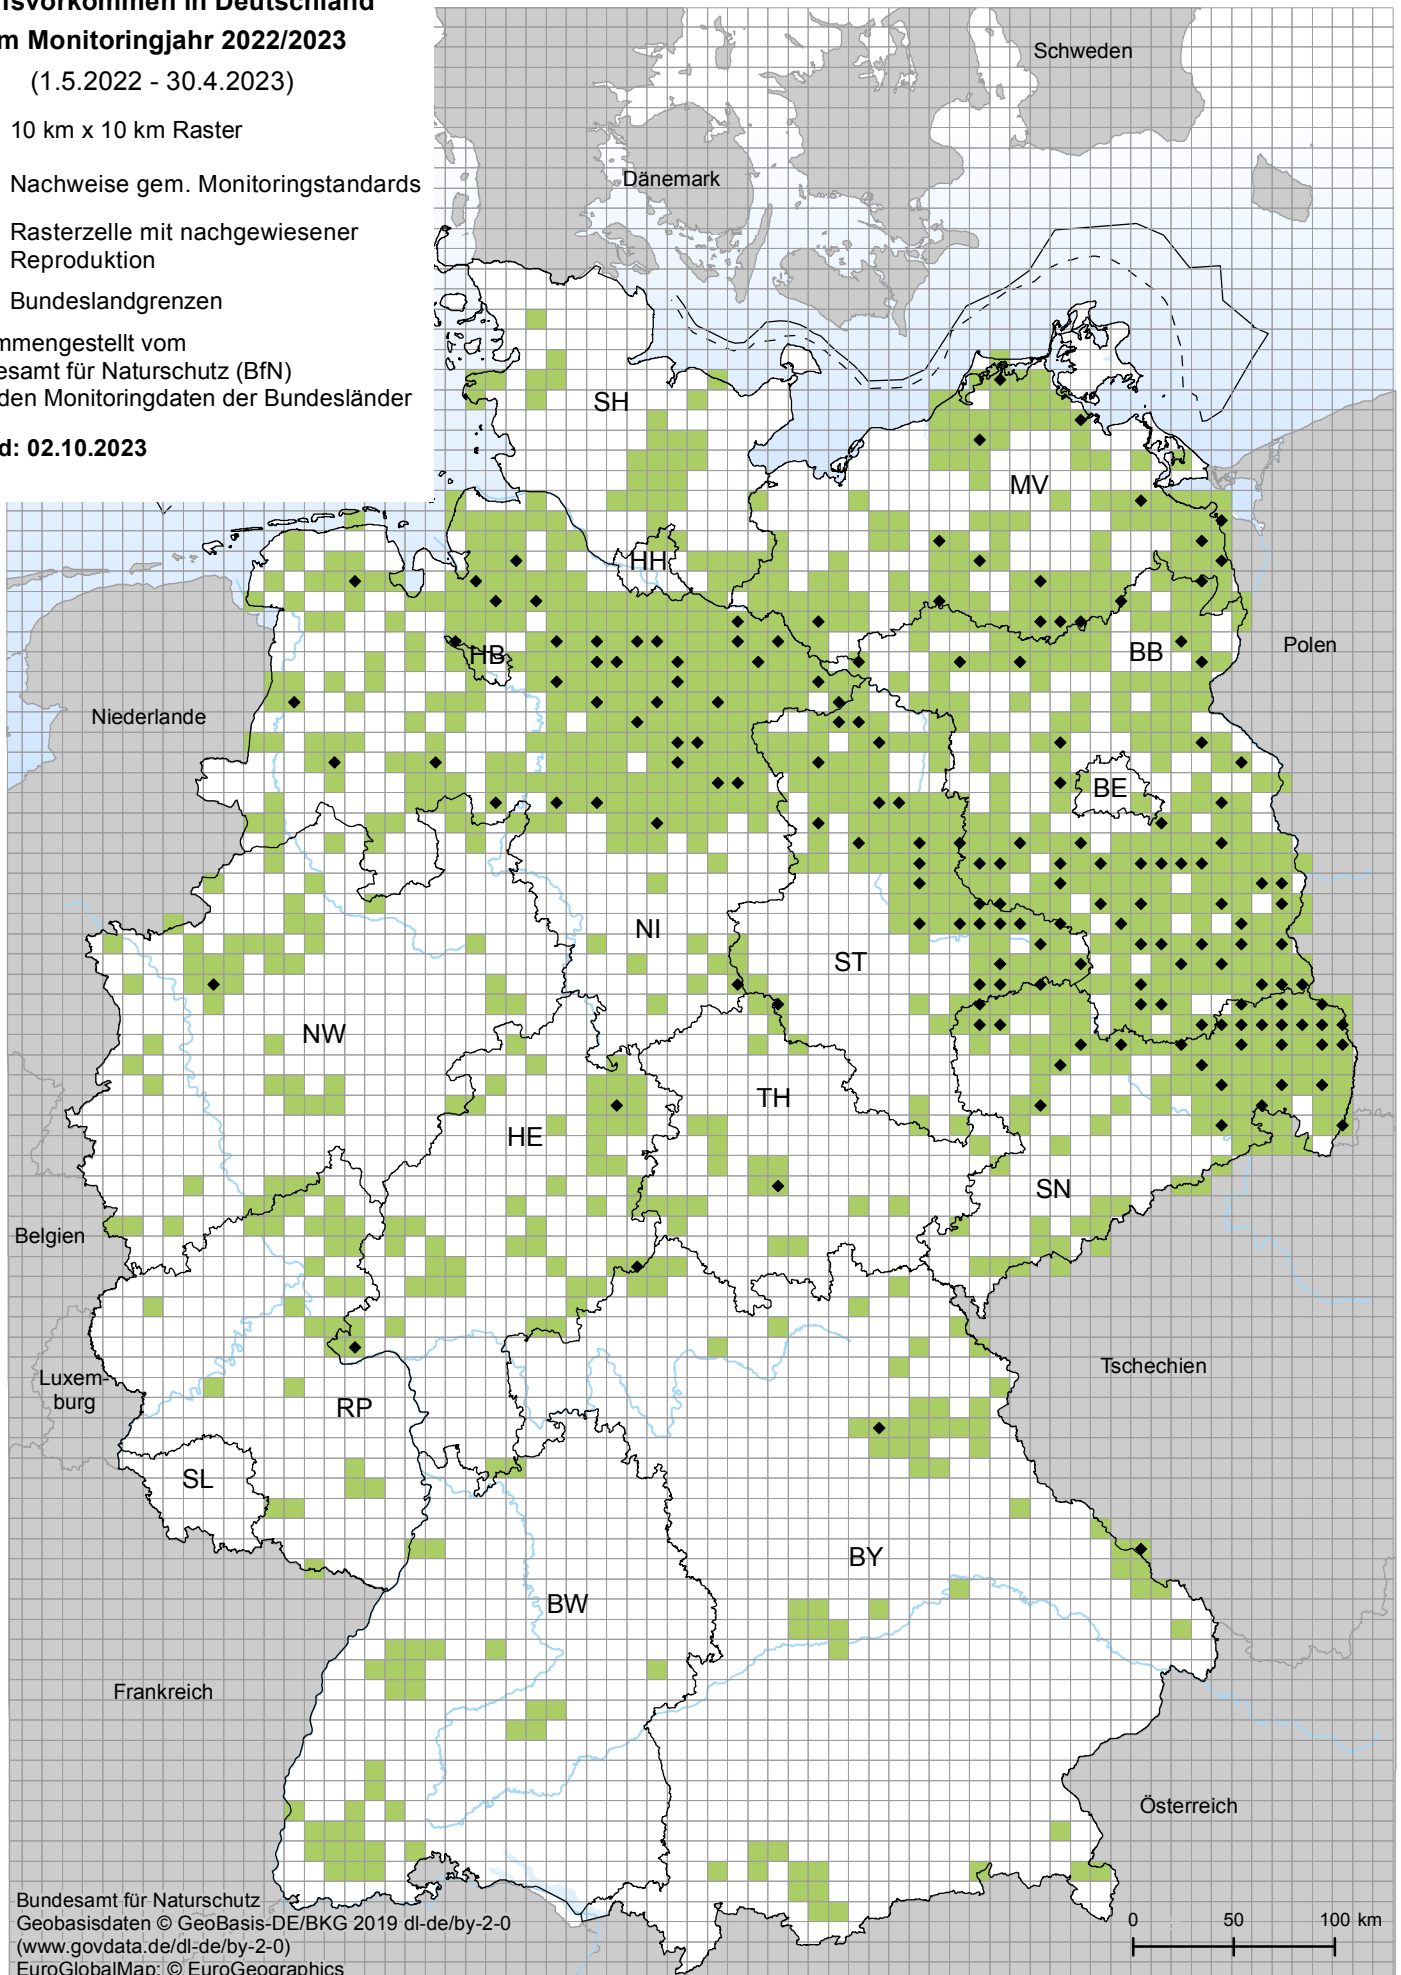 svorkommen in Deutschland
m Monitoringjahr 2022/2023
(1.5.2022 - 30.4.2023)
10 km x 10 km Raster
Nachweise gem. Monitoringstandards
Rasterzelle mit nachgewiesener
Reproduktion
Bundeslandgrenzen
mmengestellt vom
esamt für Naturschutz (BfN)
den Monitoringdaten der Bundesländer
d: 02.10.2023
Schweden
Dänemark
SH
MV
HH
HB
BB
Polen
Niederlande
BE
NI
ST
NW
TH
HE
SN
Belgien
Tschechien
Luxem-
burg
RP
SL
BY
BW
Frankreich
Österreich
Bundesamt für Naturschutz
Geobasisdaten © GeoBasis-DE/BKG 2019 dl-de/by-2-0
(www.govdata.de/dl-de/by-2-0)
EuroGlobalMap: © EuroGeographics
0 50 100 km